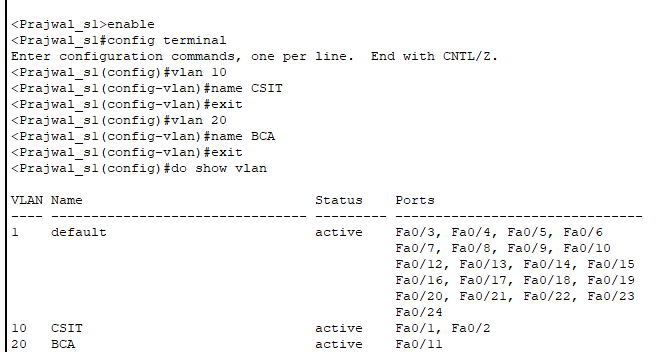 <Prajwal_s1>enable
<Prajwal_s1#config terminal
Enter configuration commands, one per line.  End with CNTL/Z.
<Prajwal_s1(config)#vlan 10
<Prajwal_s1(config-vlan)#name CSIT
<Prajwal_s1(config-vlan)#exit
<Prajwal_s1(config)#vlan 20
<Prajwal_s1(config-vlan)#name BCA
<Prajwal_s1(config-vlan)#exit
<Prajwal_s1(config)#do show vlan

VLAN Name                             Status    Ports
---- -------------------------------- --------- -------------------------------
1    default                          active    Fa0/3, Fa0/4, Fa0/5, Fa0/6
                                                Fa0/7, Fa0/8, Fa0/9, Fa0/10
                                                Fa0/12, Fa0/13, Fa0/14, Fa0/15
                                                Fa0/16, Fa0/17, Fa0/18, Fa0/19
                                                Fa0/20, Fa0/21, Fa0/22, Fa0/23
                                                Fa0/24
10   CSIT                             active    Fa0/1, Fa0/2
20   BCA                              active    Fa0/11